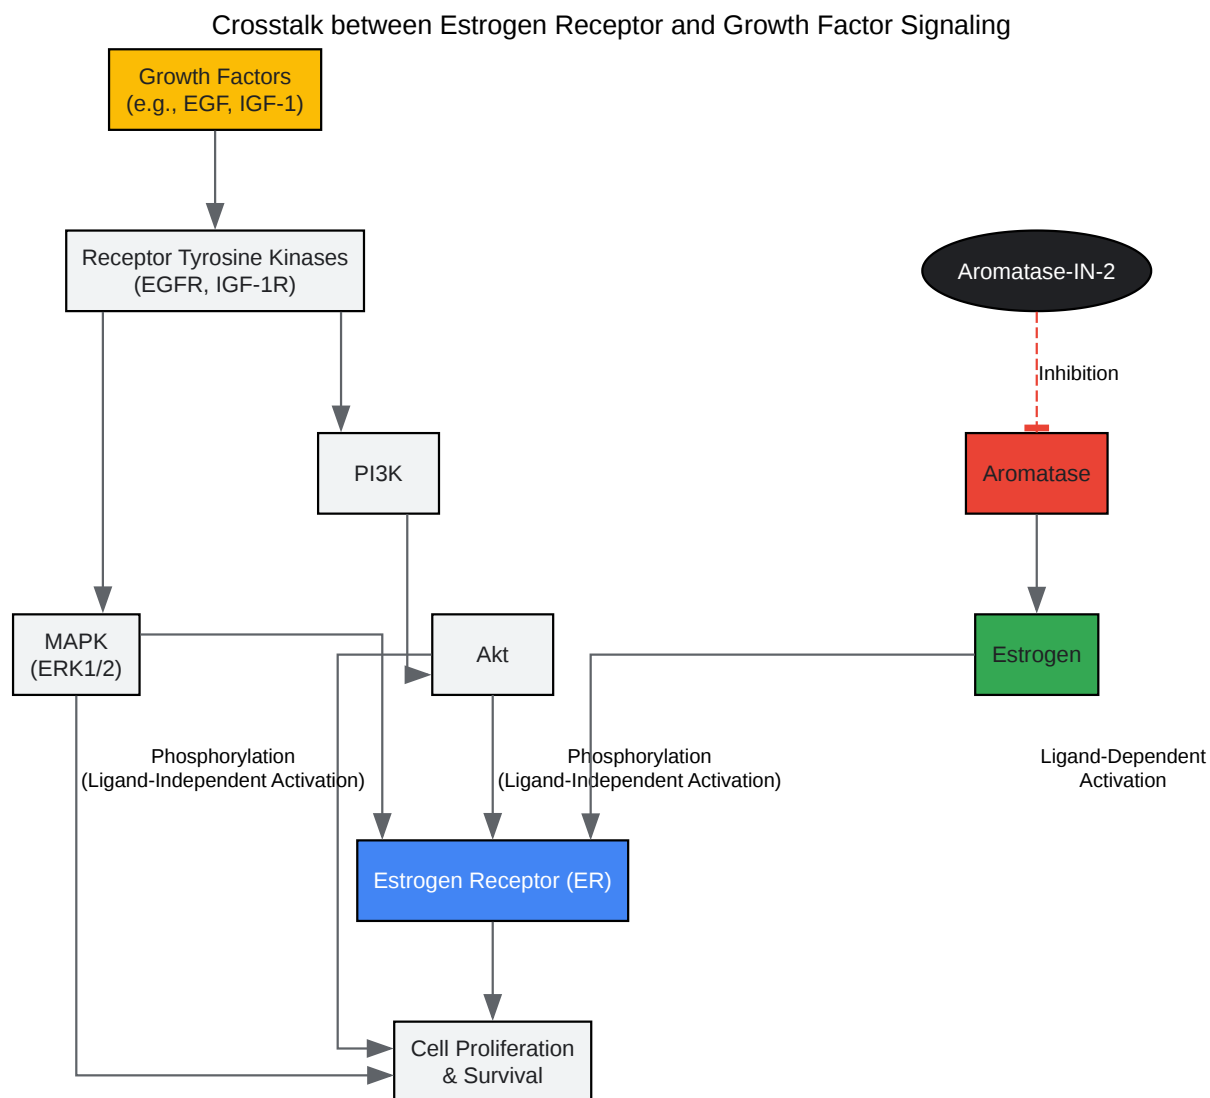 Crosstalk between Estrogen Receptor and Growth Factor Signaling
Growth Factors
(e.g., EGF, IGF-1)
Receptor Tyrosine Kinases
(EGFR, IGF-1R)
Aromatase-IN-2
Inhibition
PI3K
Aromatase
MAPK
(ERK1/2)
Akt
Estrogen
Phosphorylation
(Ligand-Independent Activation)
Phosphorylation
(Ligand-Independent Activation)
Ligand-Dependent
Activation
Estrogen Receptor (ER)
Cell Proliferation
& Survival